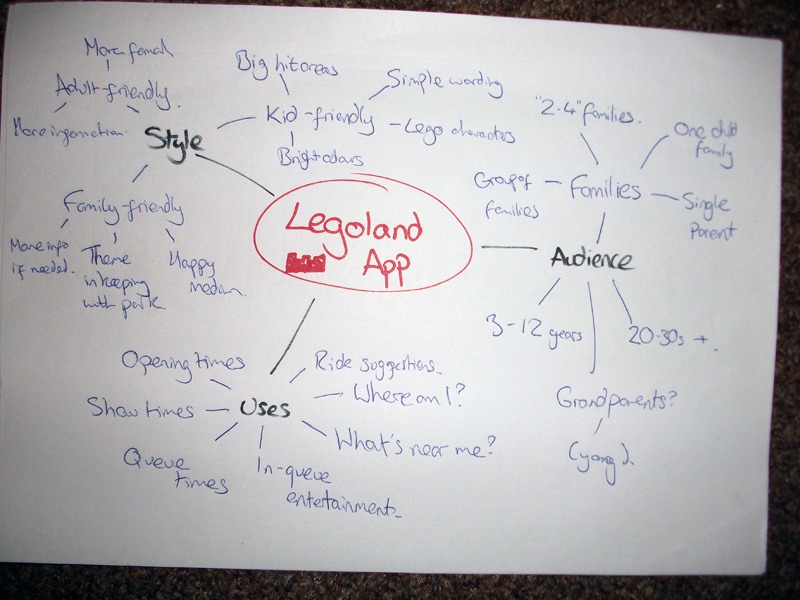 More formal
Adult-friendly.
More information.
Style
Big hit areas
Simple wording
Kid-friendly
Lego characters
Bright colours
Family-friendly
More info
if needed.
Theme
in keeping
with park.
Happy
medium.
Legoland
App
"2.4" families.
One child
family
Group of
families
Families
Single
Parent
Audience
3-12 years
20-30s +.
Grandparents?
(young).
Opening times
Ride suggestions.
Show times
Uses
Where am I?
What's near me?
Queue
times
In-queue
entertainment.